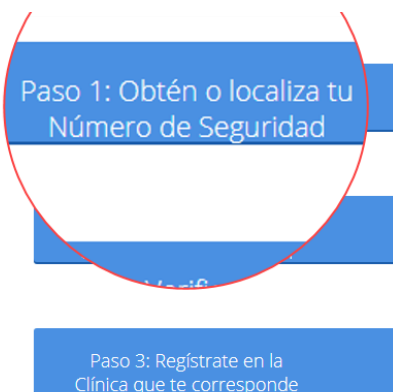 Paso 1: Obtén o localiza tu
Número de Seguridad
Paso 3: Regístrate en la
Clínica que te corresponde